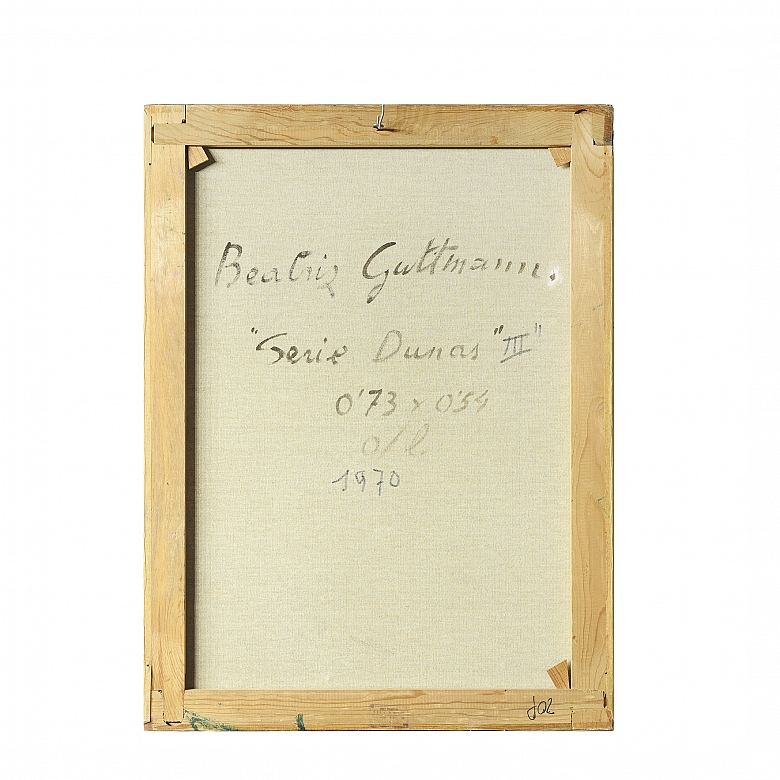 Beatriz Guttmann.
"Serie Dunas" III"
0'73 x 0'54
o/l.
1970